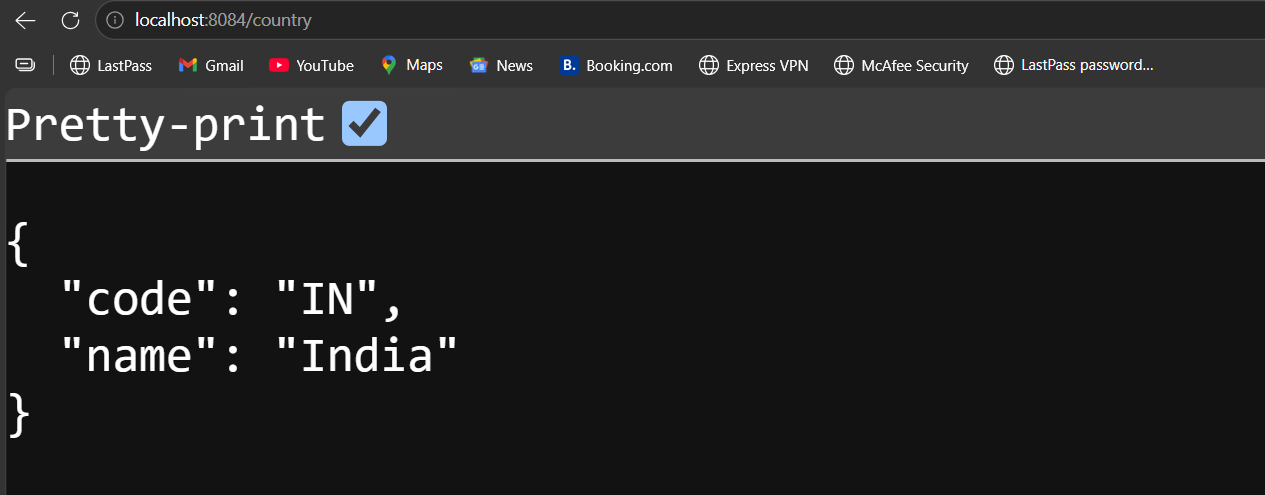 localhost:8084/country
LastPass Gmail YouTube Maps News B. Booking.com Express VPN McAfee Security LastPass password...
Pretty-print
{
  "code": "IN",
  "name": "India"
}